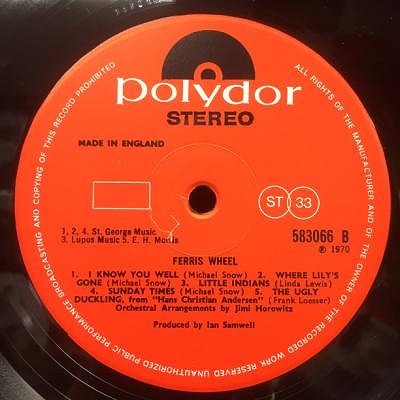 polydor
STEREO
MADE IN ENGLAND
ST 33
1, 2, 4. St. George Music
3. Lupus Music 5. E. H. Morris
583066 B
℗ 1970
FERRIS WHEEL
1. I KNOW YOU WELL (Michael Snow) 2. WHERE LILY'S
GONE (Michael Snow) 3. LITTLE INDIANS (Linda Lewis)
4. SUNDAY TIMES (Michael Snow) 5. THE UGLY
DUCKLING, from "Hans Christian Andersen" (Frank Loesser)
Orchestral Arrangements by Jimi Horowitz
Produced by Ian Samwell
ALL RIGHTS OF THE MANUFACTURER AND OF THE OWNER OF THE RECORDED WORK RESERVED UNAUTHORIZED PUBLIC PERFORMANCE BROADCASTING AND COPYING OF THIS RECORD PROHIBITED